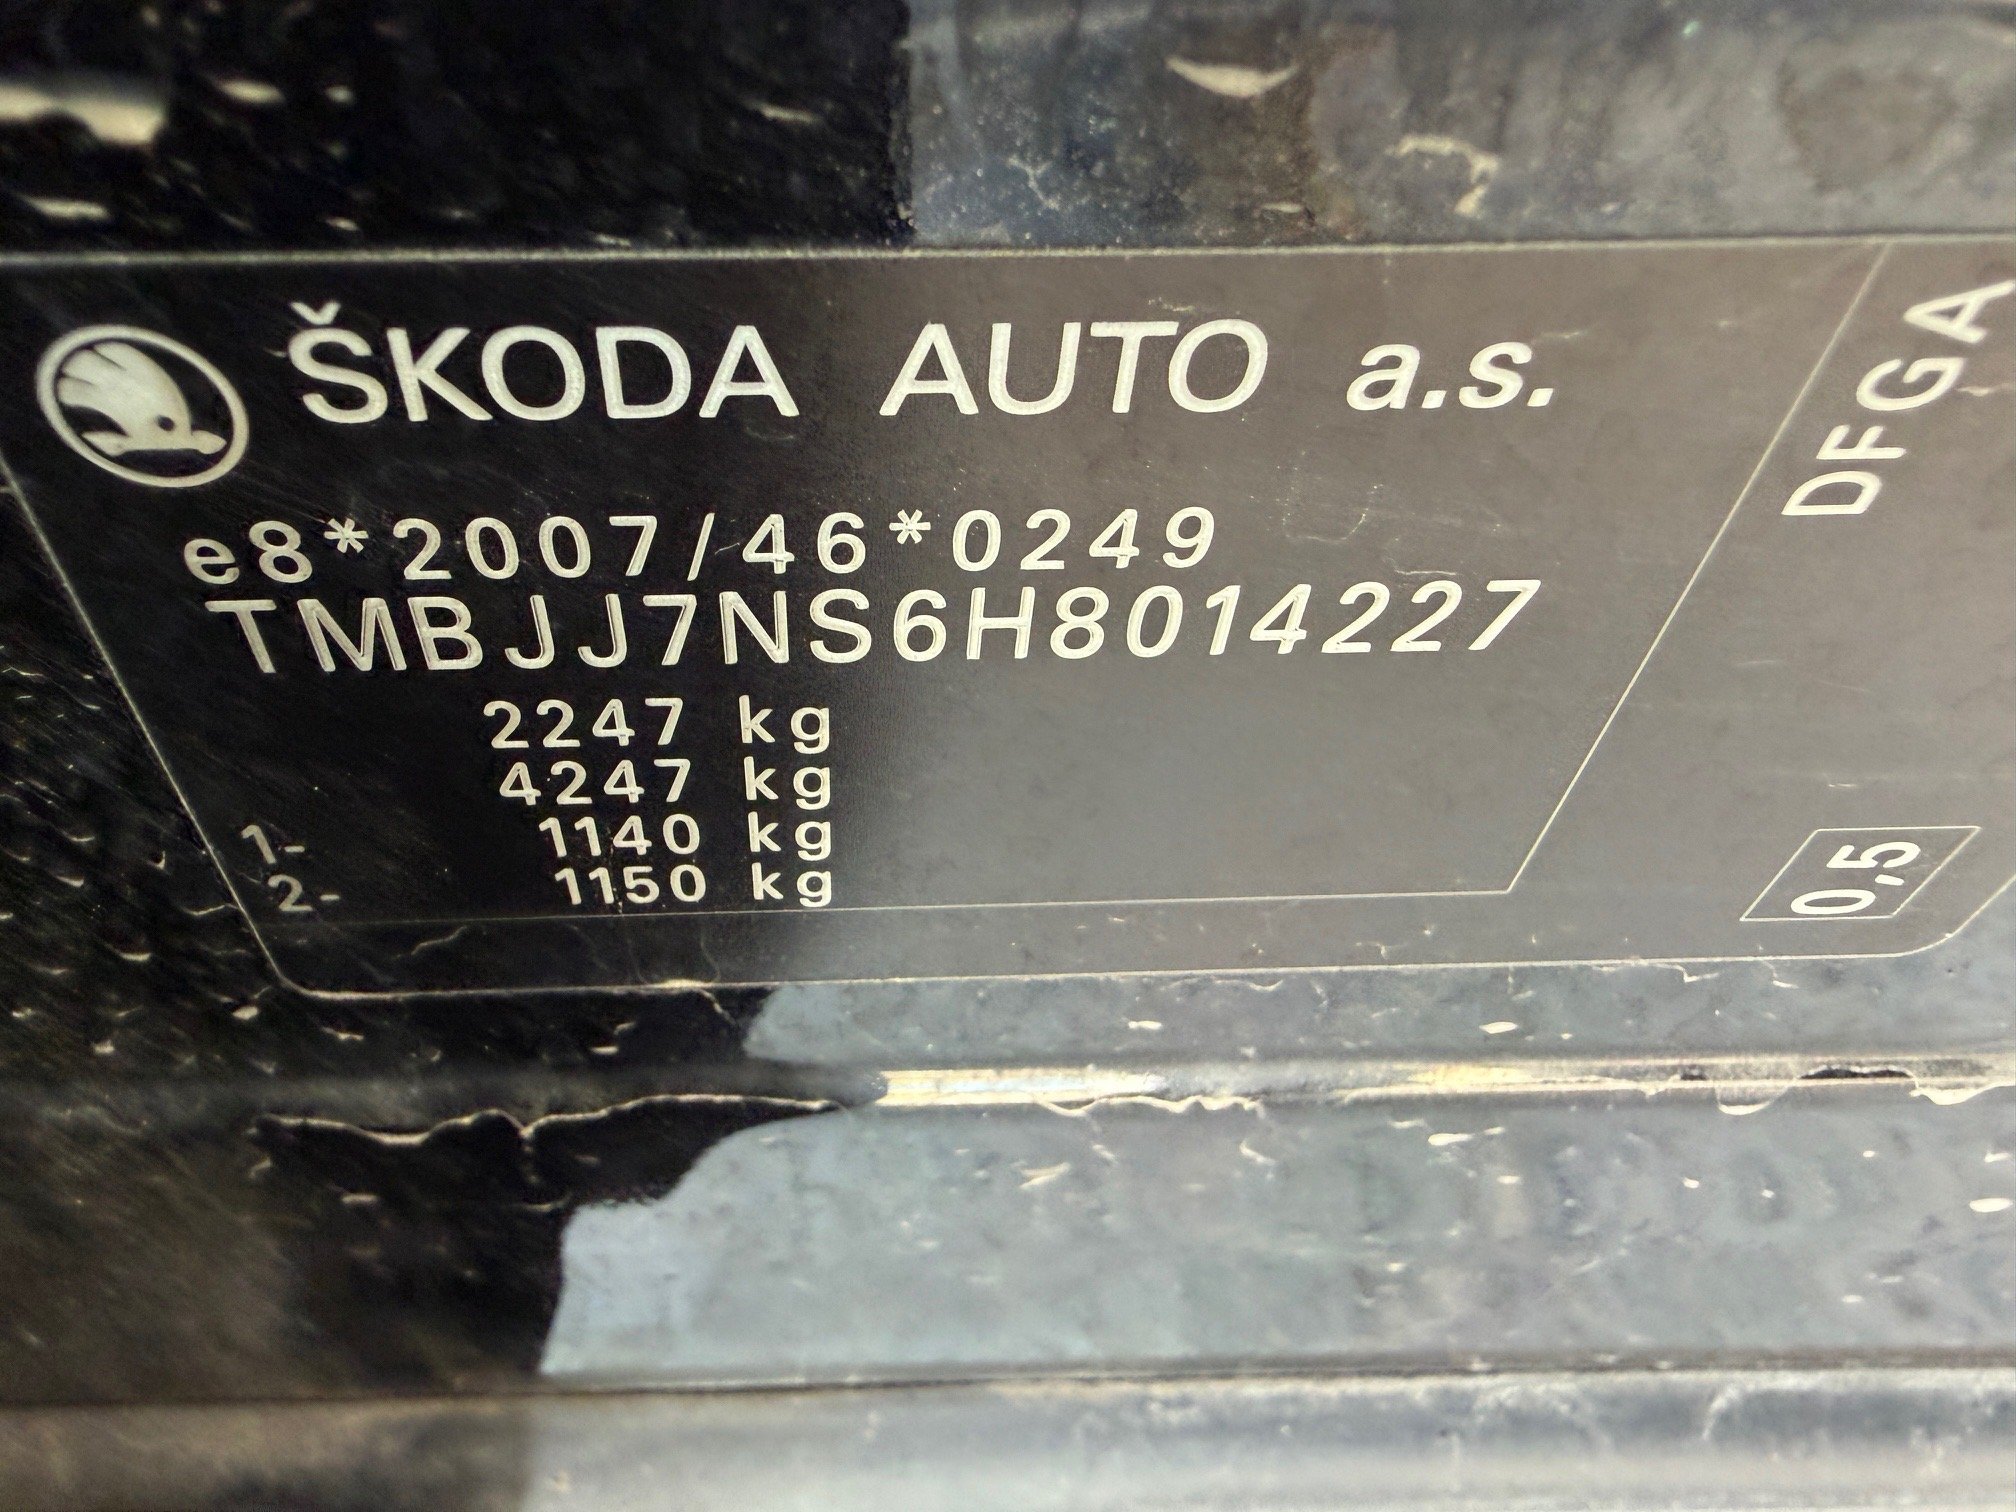 ŠKODA AUTO a.s.
e8*2007/46*0249
TMBJJ7NS6H8014227
2247 kg
4247 kg
1- 1140 kg
2- 1150 kg
DFGA
0,5